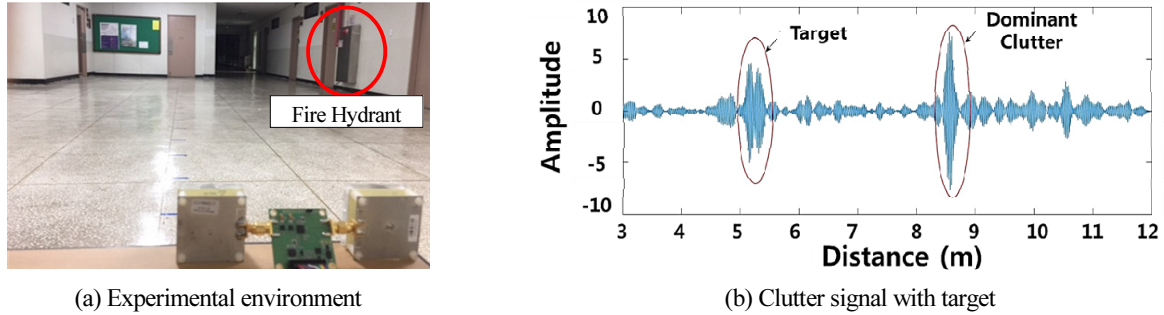 Fire Hydrant
(a) Experimental environment
10
5
0
-5
-10
Amplitude
Target
Dominant
Clutter
3 4 5 6 7 8 9 10 11 12
Distance (m)
(b) Clutter signal with target